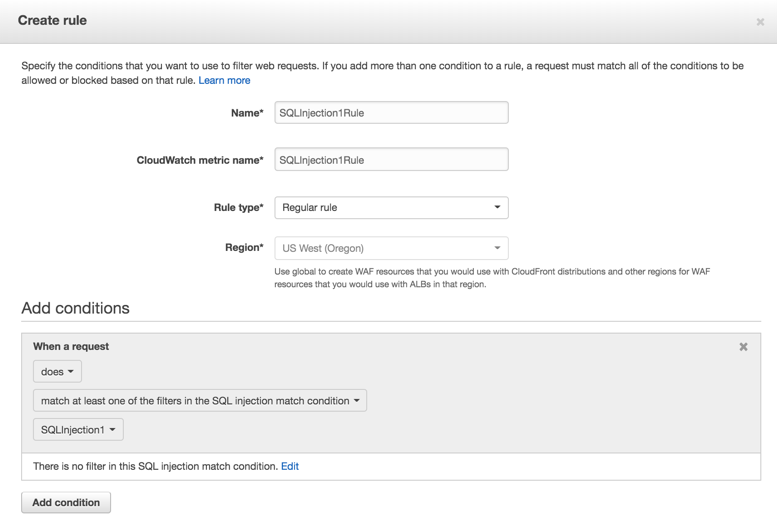 Create rule
Specify the conditions that you want to use to filter web requests. If you add more than one condition to a rule, a request must match all of the conditions to be
allowed or blocked based on that rule. Learn more
Name* SQLInjection1Rule
CloudWatch metric name* SQLInjection1Rule
Rule type* Regular rule
Region* US West (Oregon)
Use global to create WAF resources that you would use with CloudFront distributions and other regions for WAF
resources that you would use with ALBs in that region.
Add conditions
When a request
does
match at least one of the filters in the SQL injection match condition
SQLInjection1
There is no filter in this SQL injection match condition. Edit
Add condition